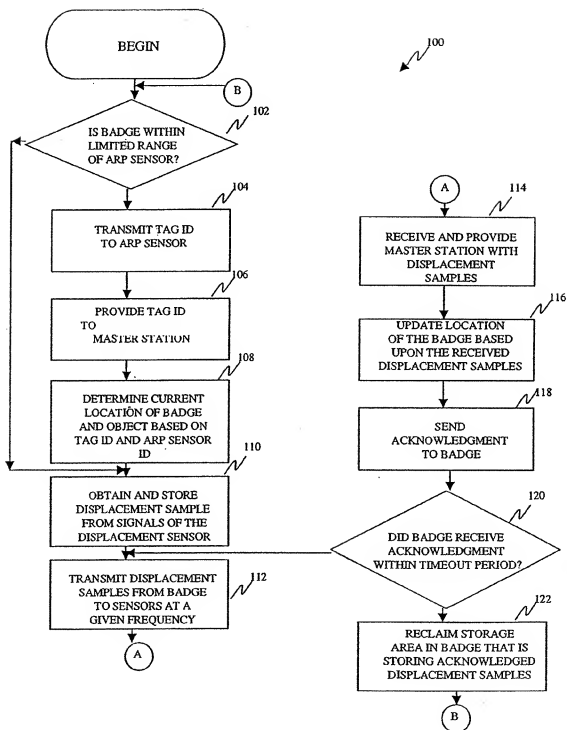 BEGIN
100
B
102
IS BADGE WITHIN
LIMITED RANGE
OF ARP SENSOR?
104
TRANSMIT TAG ID
TO ARP SENSOR
106
PROVIDE TAG ID
TO
MASTER STATION
108
DETERMINE CURRENT
LOCATION OF BADGE
AND OBJECT BASED ON
TAG ID AND ARP SENSOR
ID
110
OBTAIN AND STORE
DISPLACEMENT SAMPLE
FROM SIGNALS OF THE
DISPLACEMENT SENSOR
112
TRANSMIT DISPLACEMENT
SAMPLES FROM BADGE
TO SENSORS AT A
GIVEN FREQUENCY
A
A
114
RECEIVE AND PROVIDE
MASTER STATION WITH
DISPLACEMENT
SAMPLES
116
UPDATE LOCATION
OF THE BADGE BASED
UPON THE RECEIVED
DISPLACEMENT SAMPLES
118
SEND
ACKNOWLEDGMENT
TO BADGE
120
DID BADGE RECEIVE
ACKNOWLEDGMENT
WITHIN TIMEOUT PERIOD?
122
RECLAIM STORAGE
AREA IN BADGE THAT IS
STORING ACKNOWLEDGED
DISPLACEMENT SAMPLES
B